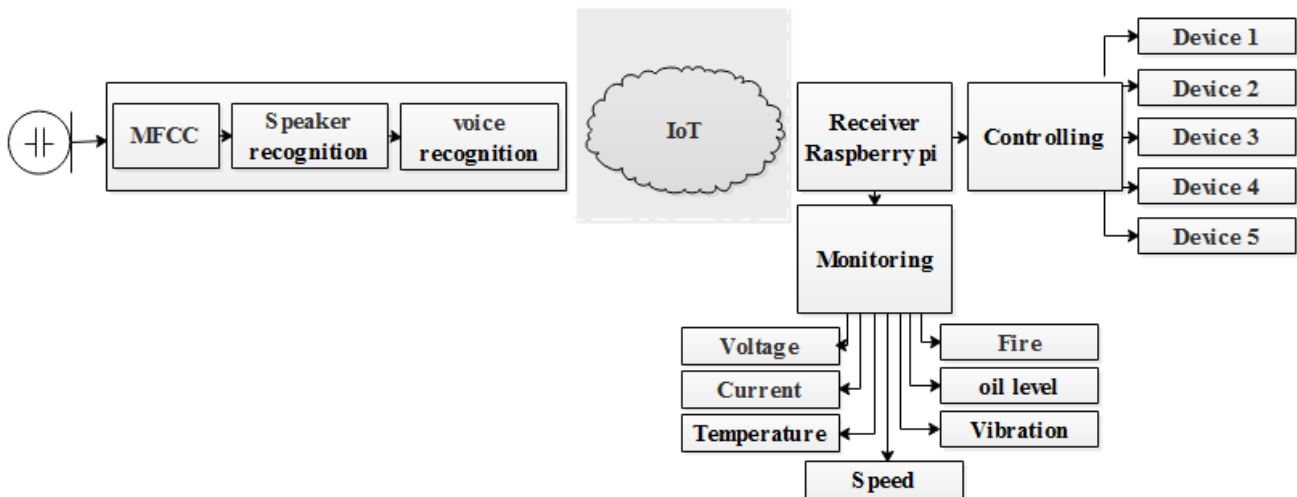 MFCC
Speaker
recognition
voice
recognition
IoT
Receiver
Raspberry pi
Controlling
Device 1
Device 2
Device 3
Device 4
Device 5
Monitoring
Voltage
Current
Temperature
Speed
Fire
oil level
Vibration